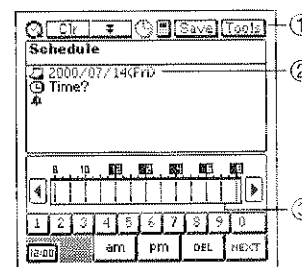 Clr Save Tools ①
Schedule
2000/07/14(Fri) ②
Time?
8 10
③
1 2 3 4 5 6 7 8 9 0
12:00 am pm DEL NEXT